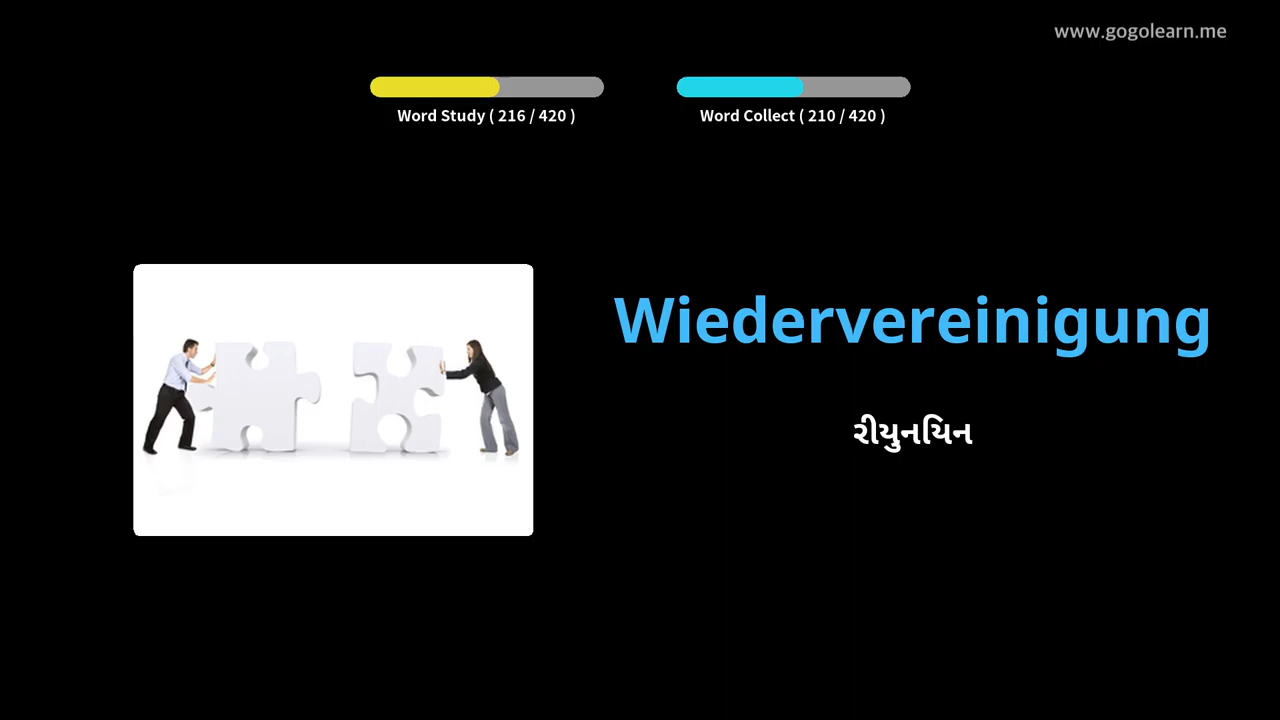 www.gogolearn.me
Word Study ( 216 / 420 )
Word Collect ( 210 / 420 )
Wiedervereinigung
રીયુનયિન